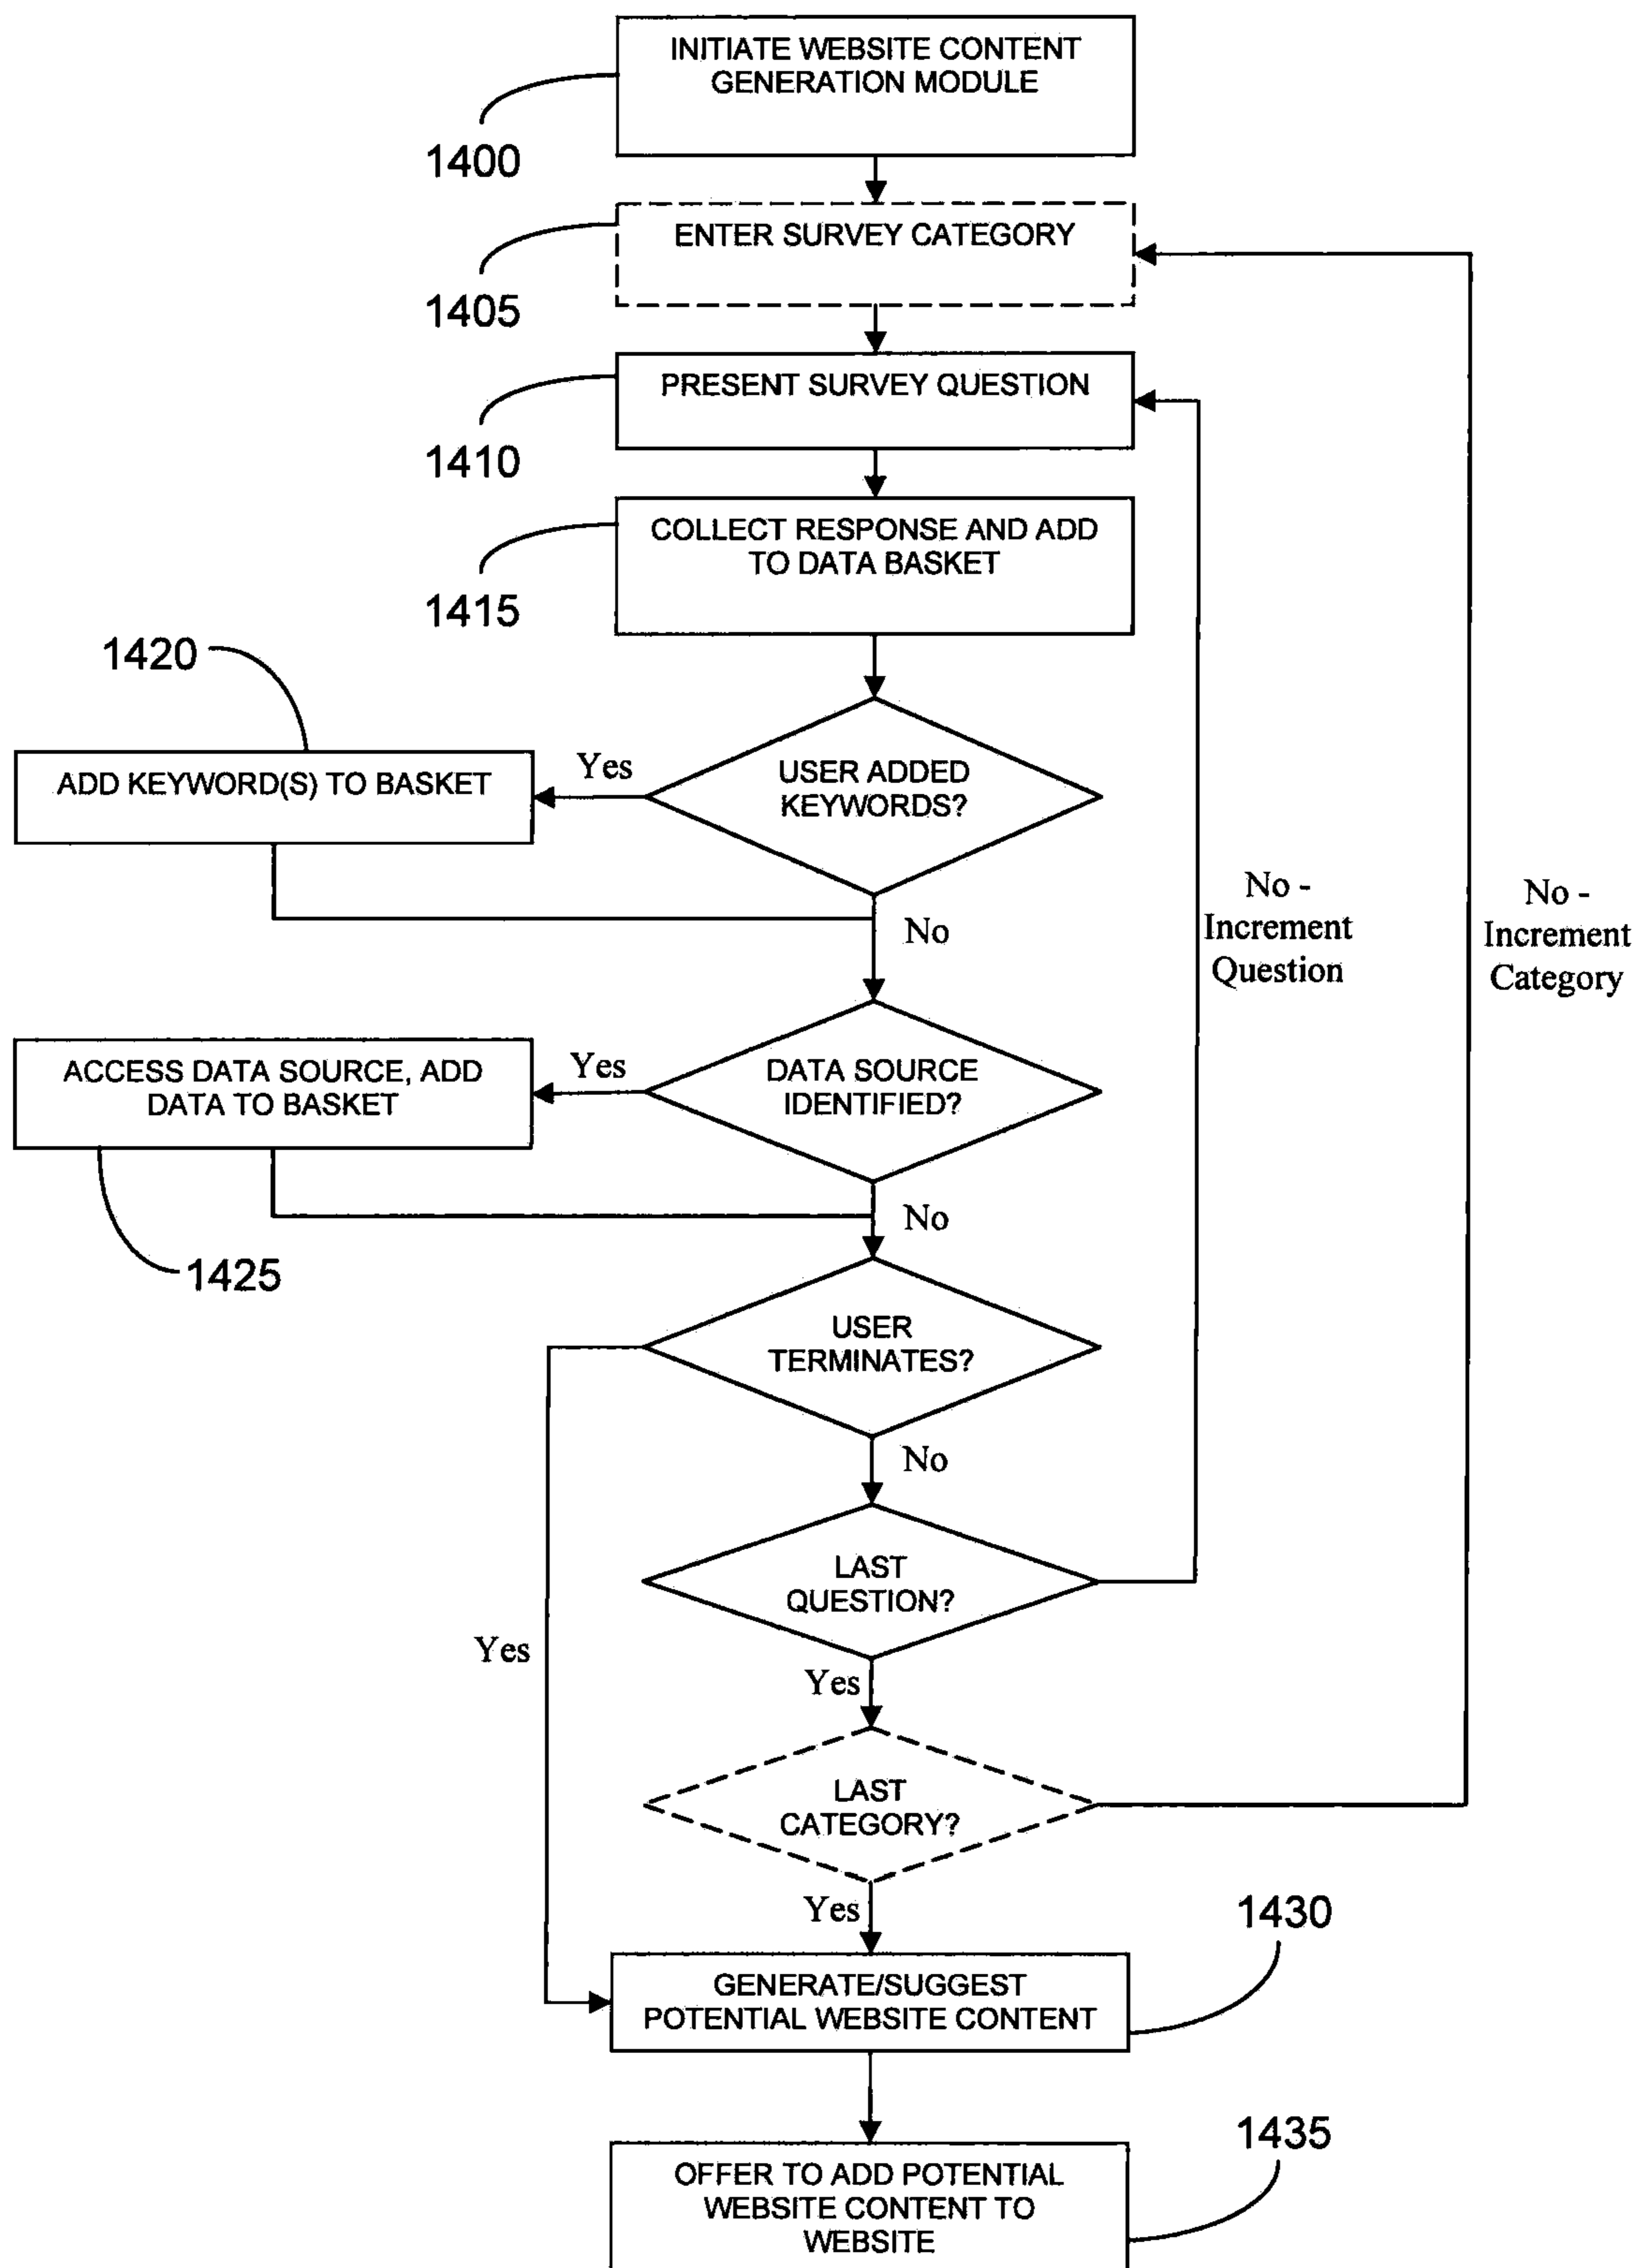 INITIATE WEBSITE CONTENT
GENERATION MODULE
1400
ENTER SURVEY CATEGORY
1405
PRESENT SURVEY QUESTION
1410
COLLECT RESPONSE AND ADD
TO DATA BASKET
1415
1420
ADD KEYWORD(S) TO BASKET
Yes
USER ADDED
KEYWORDS?
No
No -
Increment
Question
No -
Increment
Category
ACCESS DATA SOURCE, ADD
DATA TO BASKET
Yes
DATA SOURCE
IDENTIFIED?
No
1425
USER
TERMINATES?
No
Yes
LAST
QUESTION?
Yes
LAST
CATEGORY?
Yes
1430
GENERATE/SUGGEST
POTENTIAL WEBSITE CONTENT
1435
OFFER TO ADD POTENTIAL
WEBSITE CONTENT TO
WEBSITE